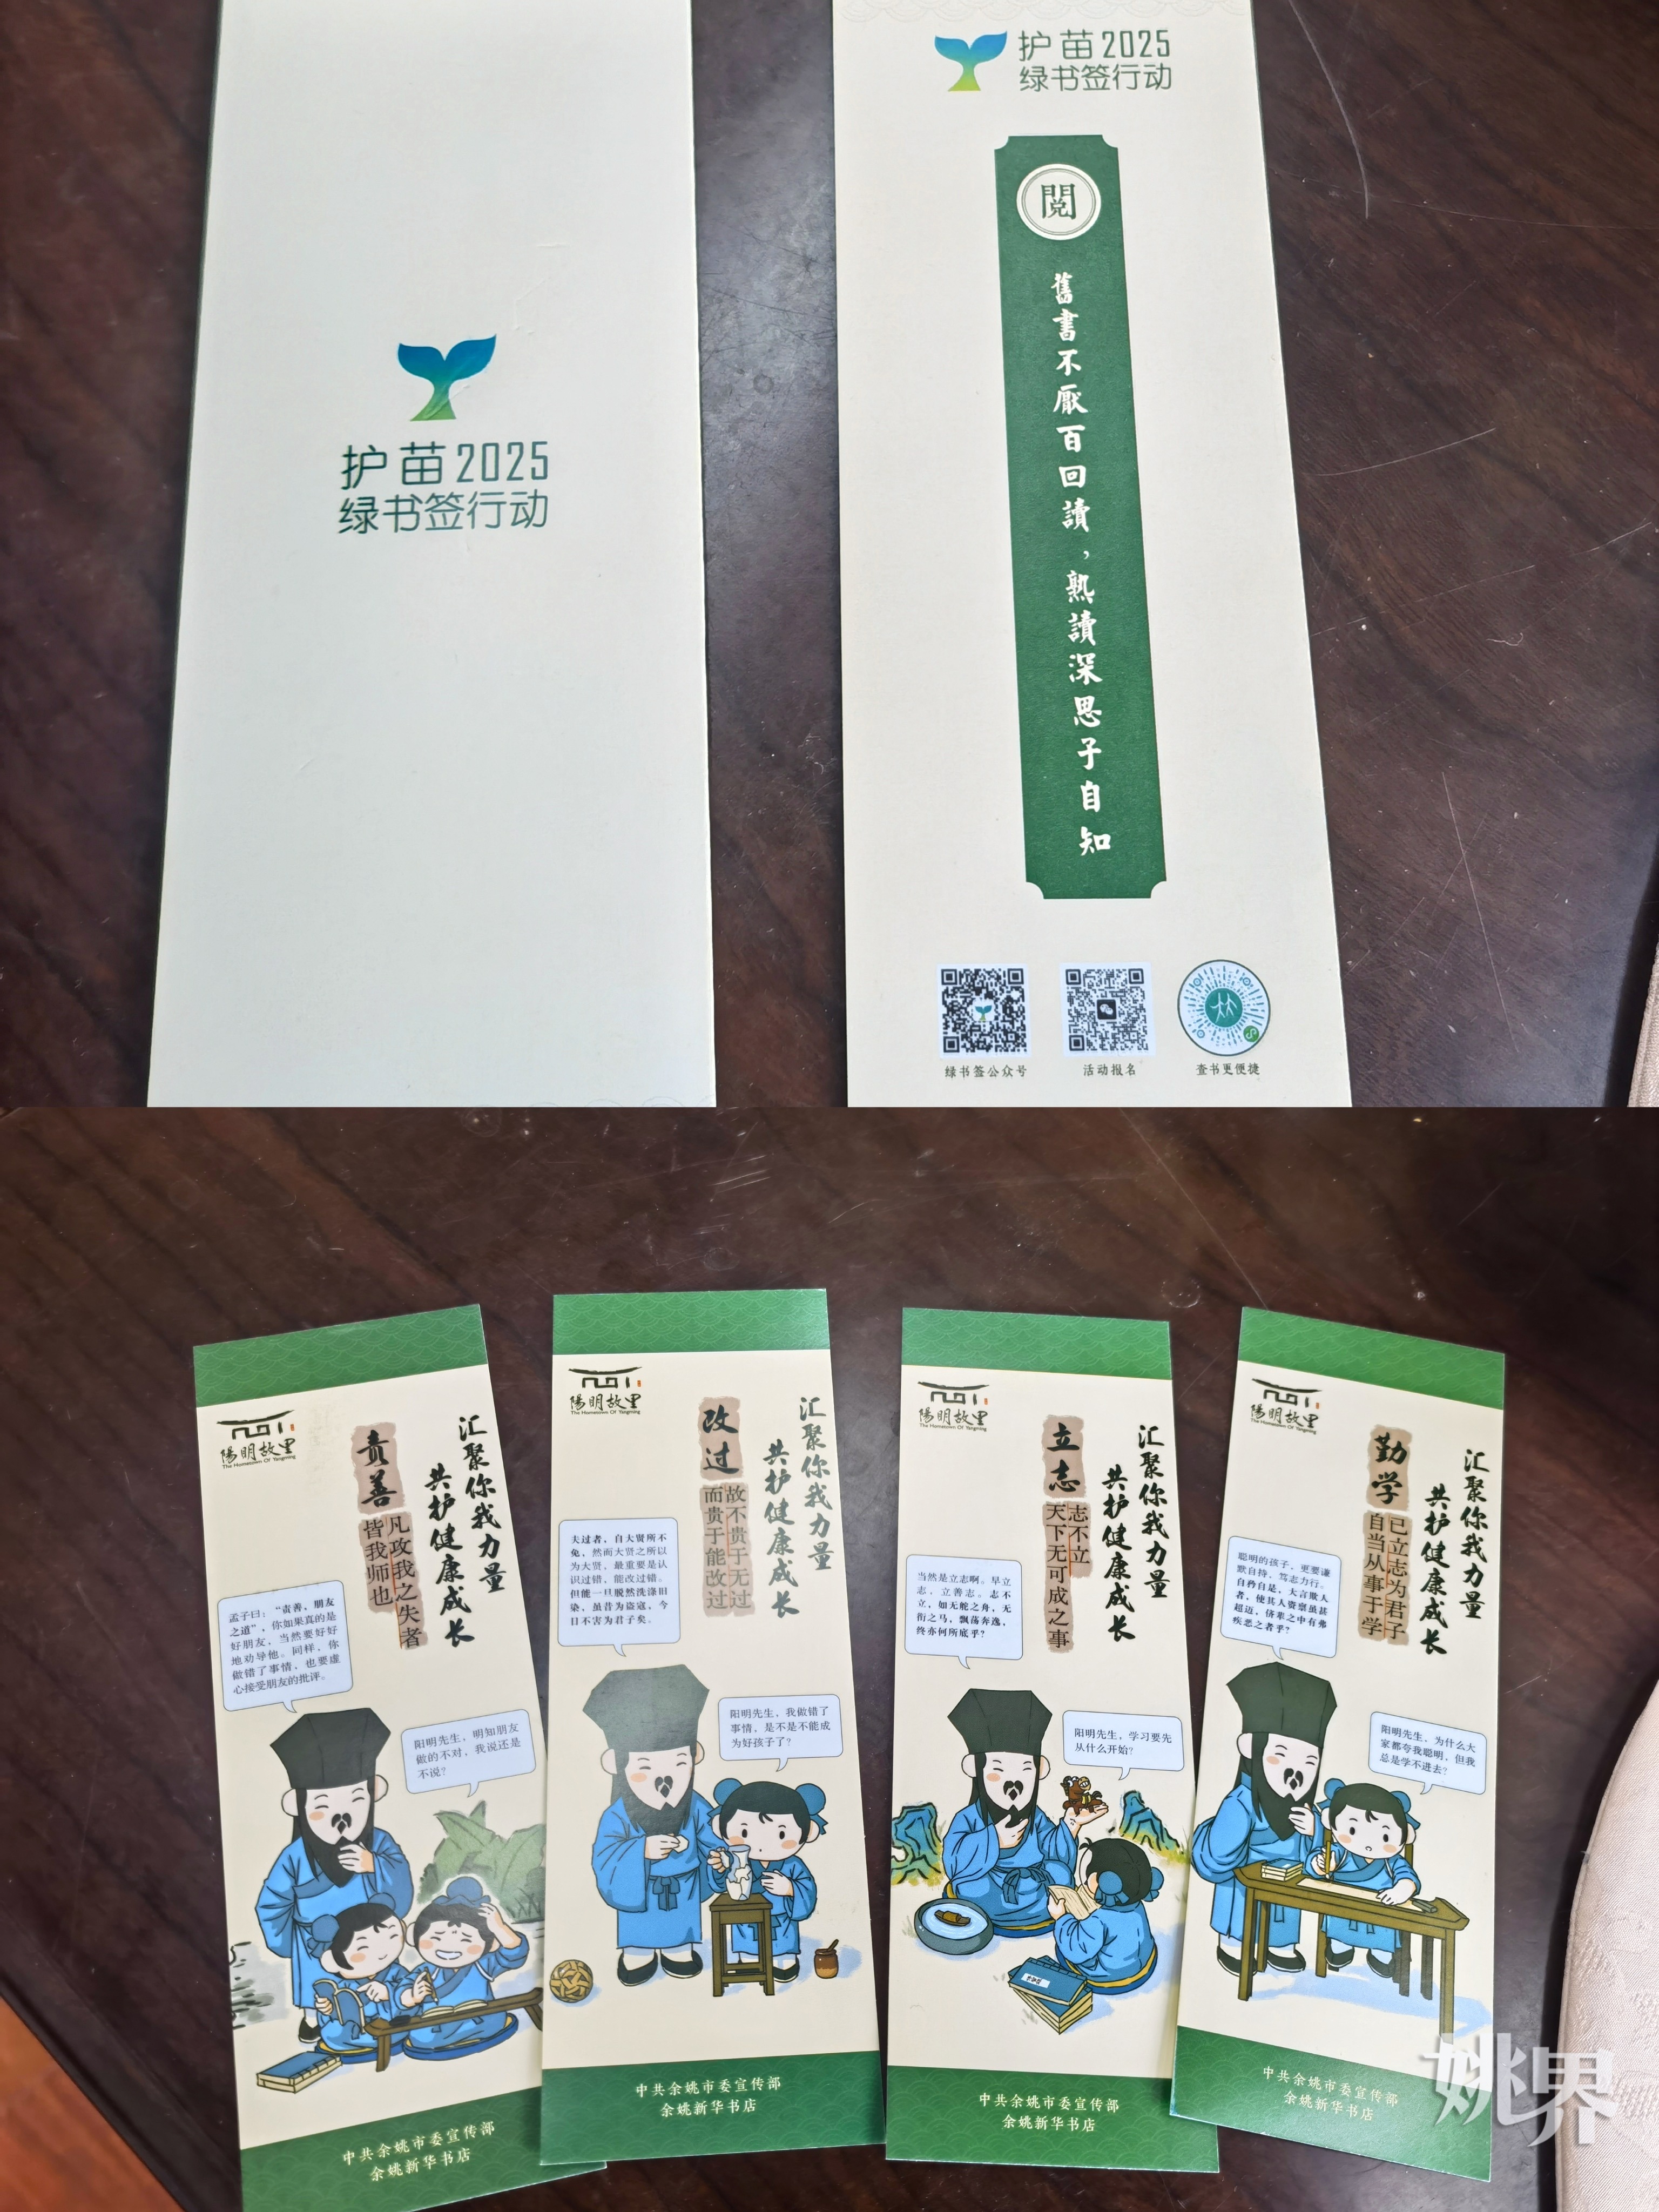 护苗2025
绿书签行动
护苗2025
绿书签行动
閱
舊書不厭百回讀，熟讀深思子自知
绿书签公众号
活动报名
查书更便捷
陽明故里
The Hometown Of Yangming
汇聚你我力量
共护健康成长
责善
凡攻我之失者
皆我师也
孟子曰：“责善，朋友
之道”，你如果真的是
好朋友，当然要好好
地劝导他。同样，你
做错了事情，也要虚
心接受朋友的批评。
阳明先生，明知朋友
做的不对，我说还是
不说？
中共余姚市委宣传部
余姚新华书店
陽明故里
The Hometown Of Yangming
汇聚你我力量
共护健康成长
改过
故不贵于无过
而贵于能改过
夫过者，自大贤所不
免，然而大贤之所以
为大贤，最重要是认
识过错，能改过错。
但能一旦脱然洗涤旧
染，虽昔为盗寇，今
日不害为君子矣。
阳明先生，我做错了
事情，是不是不能成
为好孩子了？
中共余姚市委宣传部
余姚新华书店
陽明故里
The Hometown Of Yangming
汇聚你我力量
共护健康成长
立志
志不立
天下无可成之事
当然是立志啊。早立
志，立善志。志不
立，如无舵之舟，无
衔之马，飘荡奔逸，
终亦何所底乎？
阳明先生，学习要先
从什么开始？
中共余姚市委宣传部
余姚新华书店
陽明故里
The Hometown Of Yangming
汇聚你我力量
共护健康成长
勤学
已立志为君子
自当从事于学
聪明的孩子，更要谦
默自持，笃志力行。
自矜自是，大言欺人
者，使其人资禀虽甚
超迈，侪辈之中有弗
疾恶之者乎？
阳明先生，为什么大
家都夸我聪明，但我
总是学不进去？
中共余姚市委宣传部
余姚新华书店
姚界